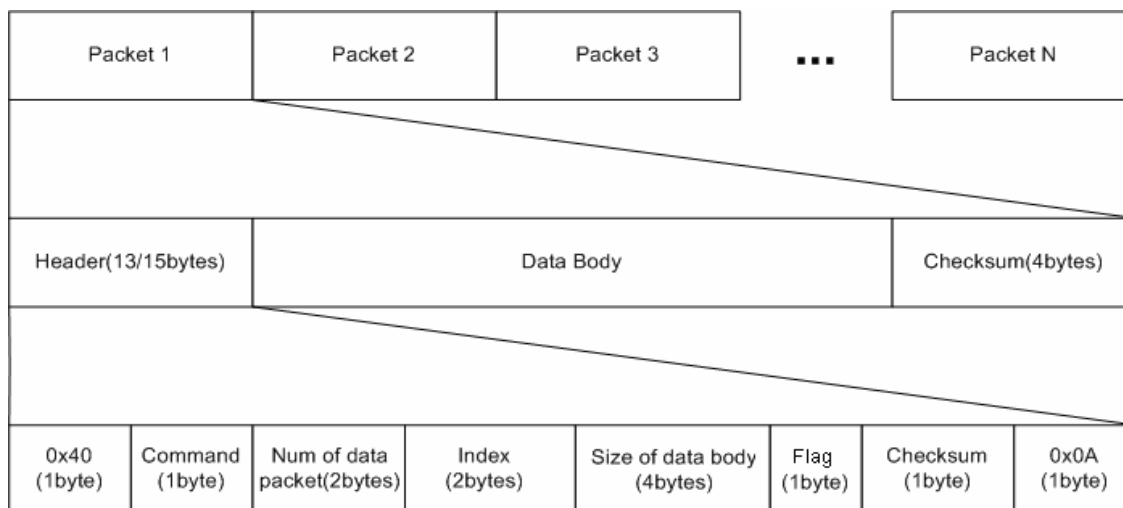 Packet 1
Packet 2
Packet 3
...
Packet N
Header(13/15bytes)
Data Body
Checksum(4bytes)
0x40
(1byte)
Command
(1byte)
Num of data
packet(2bytes)
Index
(2bytes)
Size of data body
(4bytes)
Flag
(1byte)
Checksum
(1byte)
0x0A
(1byte)